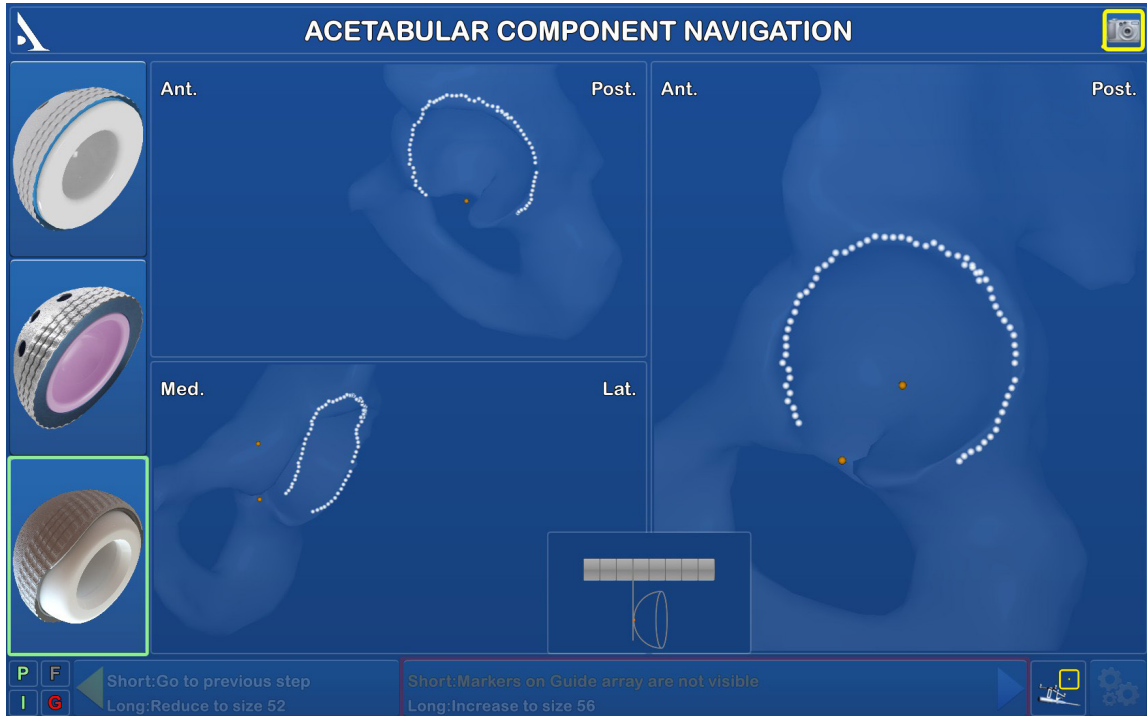 ACETABULAR COMPONENT NAVIGATION
Ant. Post.
Ant. Post.
Med. Lat.
P F
I G
Short:Go to previous step
Long:Reduce to size 52
Short:Markers on Guide array are not visible
Long:Increase to size 56